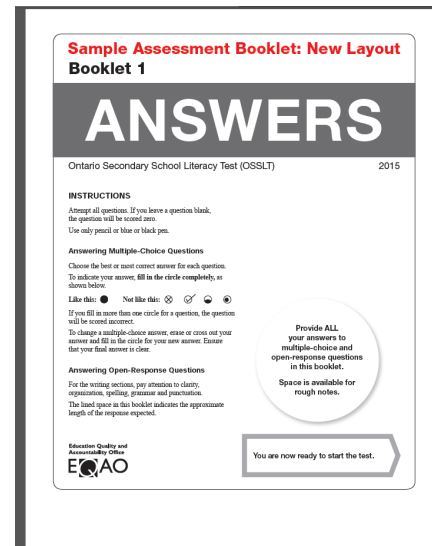 Sample Assessment Booklet: New Layout
Booklet 1
ANSWERS
Ontario Secondary School Literacy Test (OSSLT) 2015
INSTRUCTIONS
Attempt all questions. If you leave a question blank,
the question will be scored zero.
Use only pencil or blue or black pen.
Answering Multiple-Choice Questions
Choose the best or most correct answer for each question.
To indicate your answer, fill in the circle completely, as
shown below.
Like this: Not like this:
If you fill in more than one circle for a question, the question
will be scored incorrect.
To change a multiple-choice answer, erase or cross out your
answer and fill in the circle for your new answer. Ensure
that your final answer is clear.
Answering Open-Response Questions
For the writing sections, pay attention to clarity,
organization, spelling, grammar and punctuation.
The lined space in this booklet indicates the approximate
length of the response expected.
Provide ALL
your answers to
multiple-choice and
open-response questions
in this booklet.
Space is available for
rough notes.
Education Quality and
Accountability Office
EQAO
You are now ready to start the test.